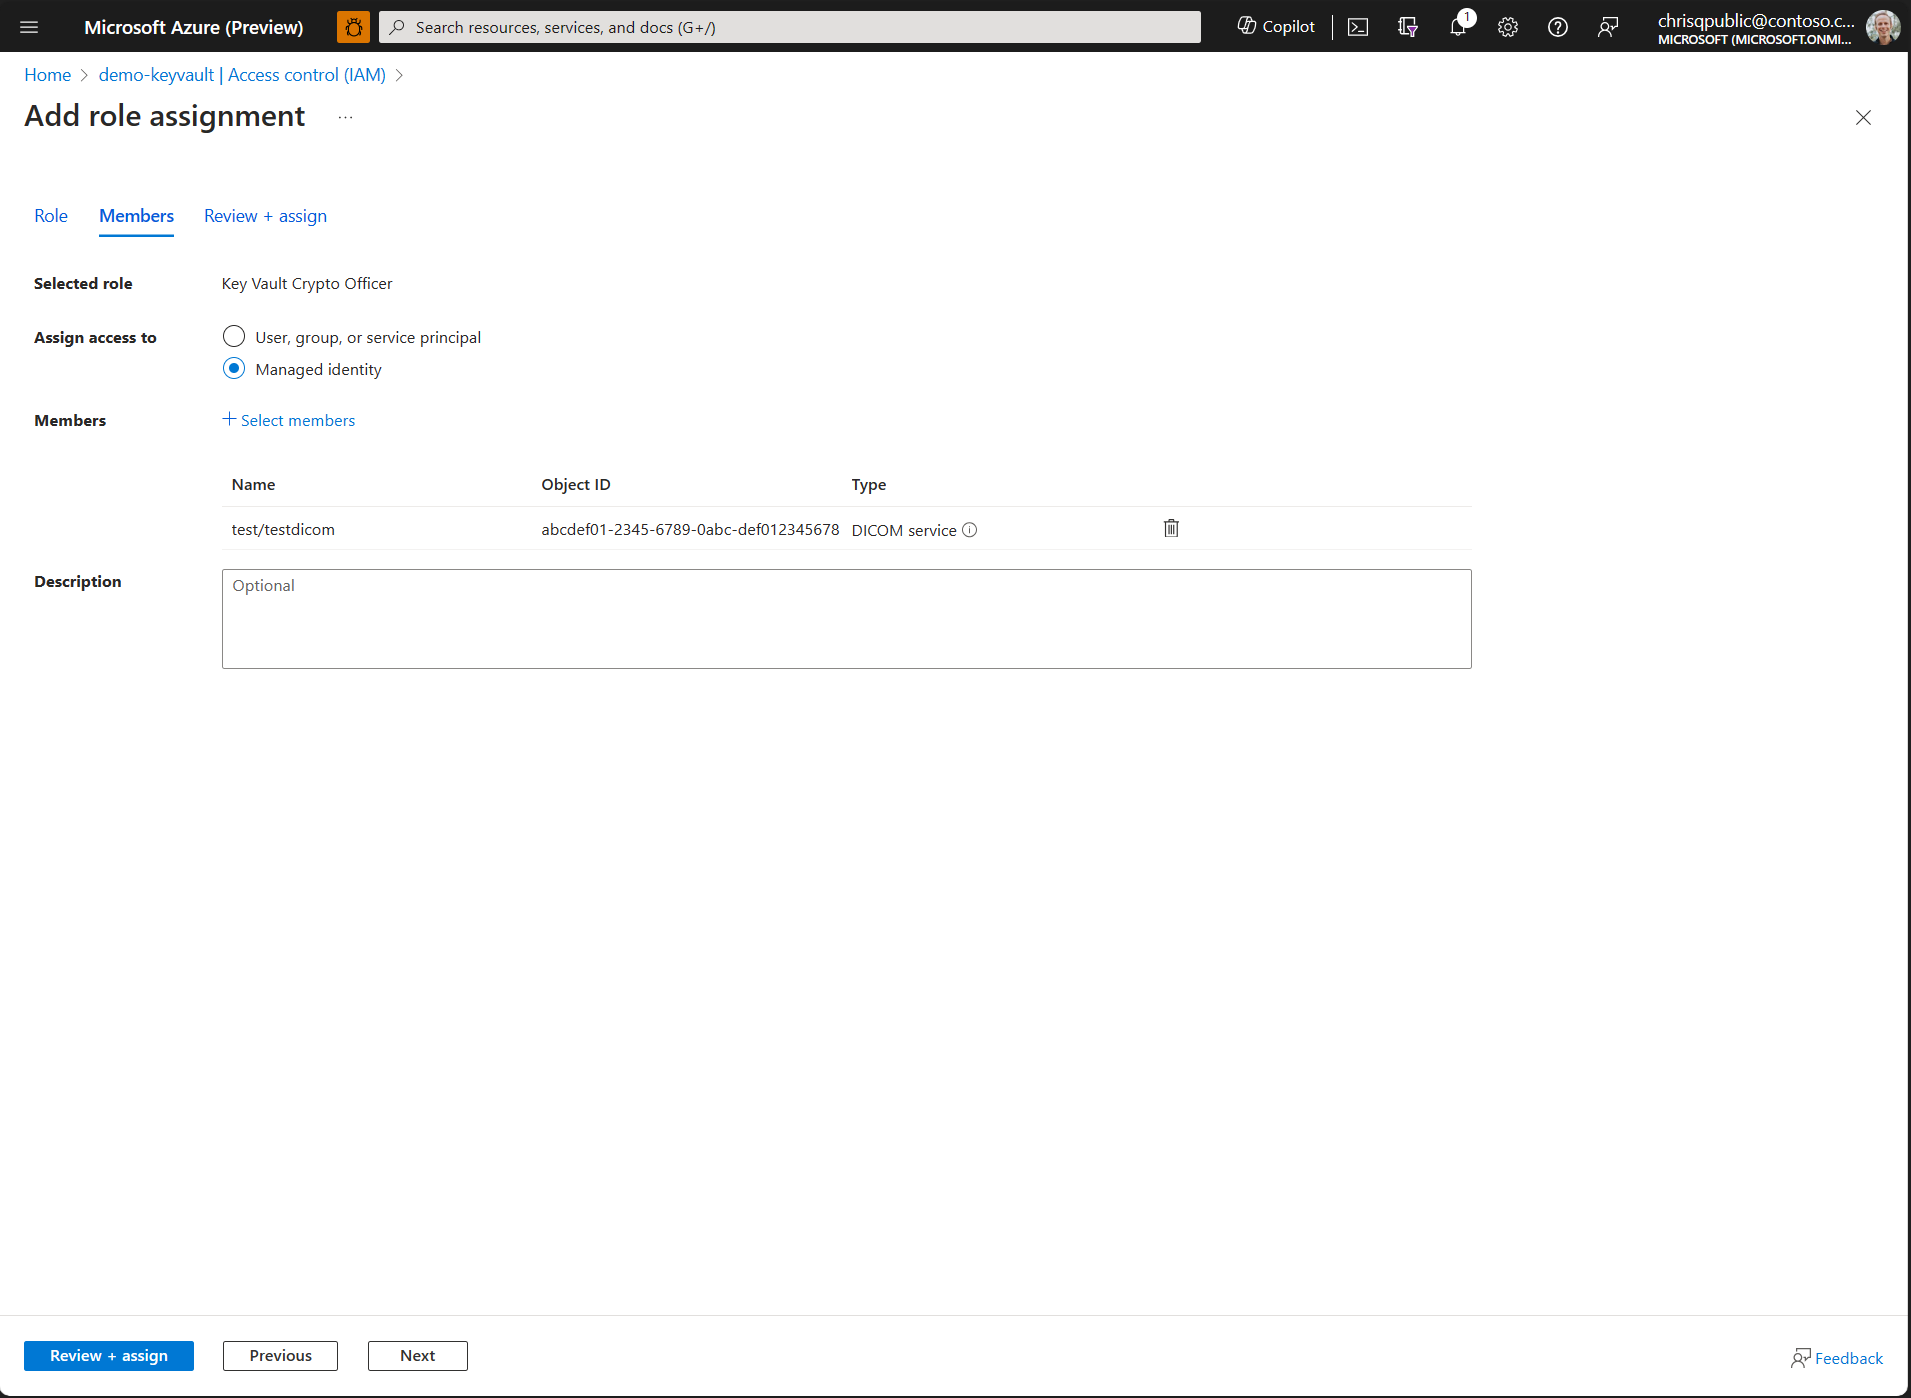 Microsoft Azure (Preview)
Search resources, services, and docs (G+/)
Copilot
1
chrisqpublic@contoso.c...
MICROSOFT (MICROSOFT.ONMI...
Home > demo-keyvault | Access control (IAM) >
Add role assignment ...
Role Members Review + assign
Selected role Key Vault Crypto Officer
Assign access to User, group, or service principal
Managed identity
Members + Select members
Name Object ID Type
test/testdicom abcdef01-2345-6789-0abc-def012345678 DICOM service
Description Optional
Review + assign Previous Next Feedback